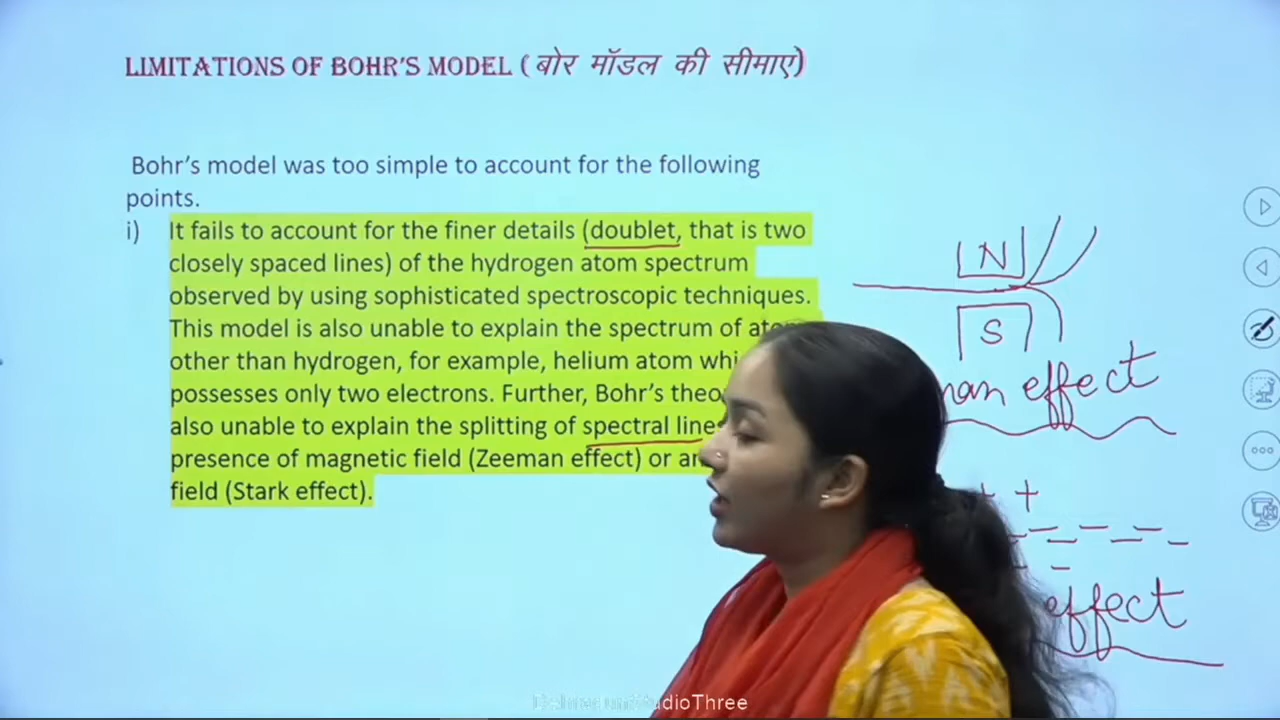 LIMITATIONS OF BOHR'S MODEL ( बोर मॉडल की सीमाए)
Bohr's model was too simple to account for the following
points.
i) It fails to account for the finer details (doublet, that is two
closely spaced lines) of the hydrogen atom spectrum
observed by using sophisticated spectroscopic techniques.
This model is also unable to explain the spectrum of
other than hydrogen, for example, helium atom
possesses only two electrons. Further, Bohr's
also unable to explain the splitting of spectral
presence of magnetic field (Zeeman effect) or
field (Stark effect).
N
S
effect
+ +
effect
StudioThree